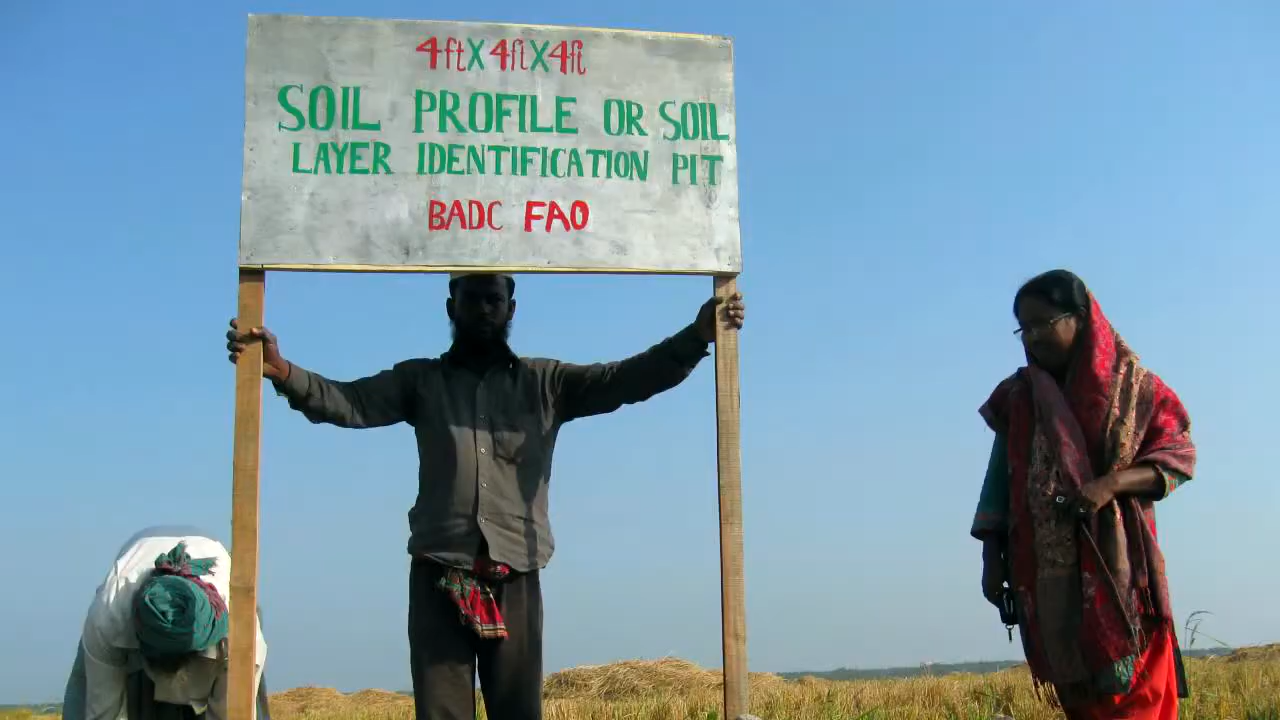 4ftX4ftX4ft
SOIL PROFILE OR SOIL
LAYER IDENTIFICATION PIT
BADC FAO